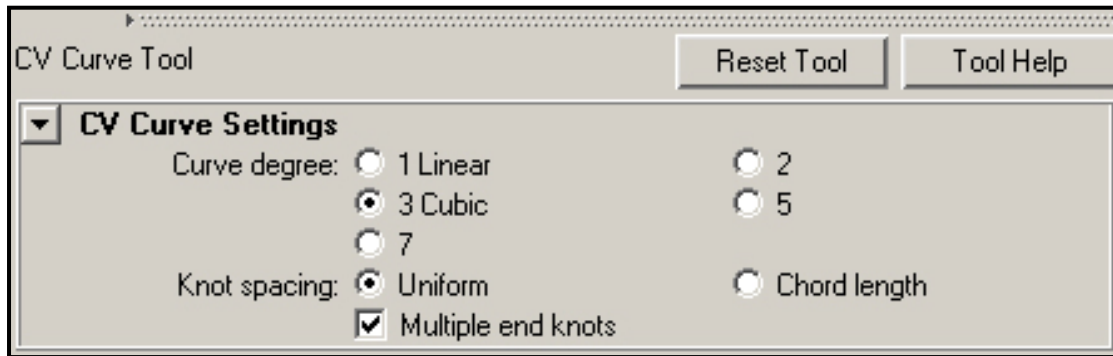 CV Curve Tool Reset Tool Tool Help
CV Curve Settings
Curve degree: 1 Linear 2
3 Cubic 5
7
Knot spacing: Uniform Chord length
Multiple end knots